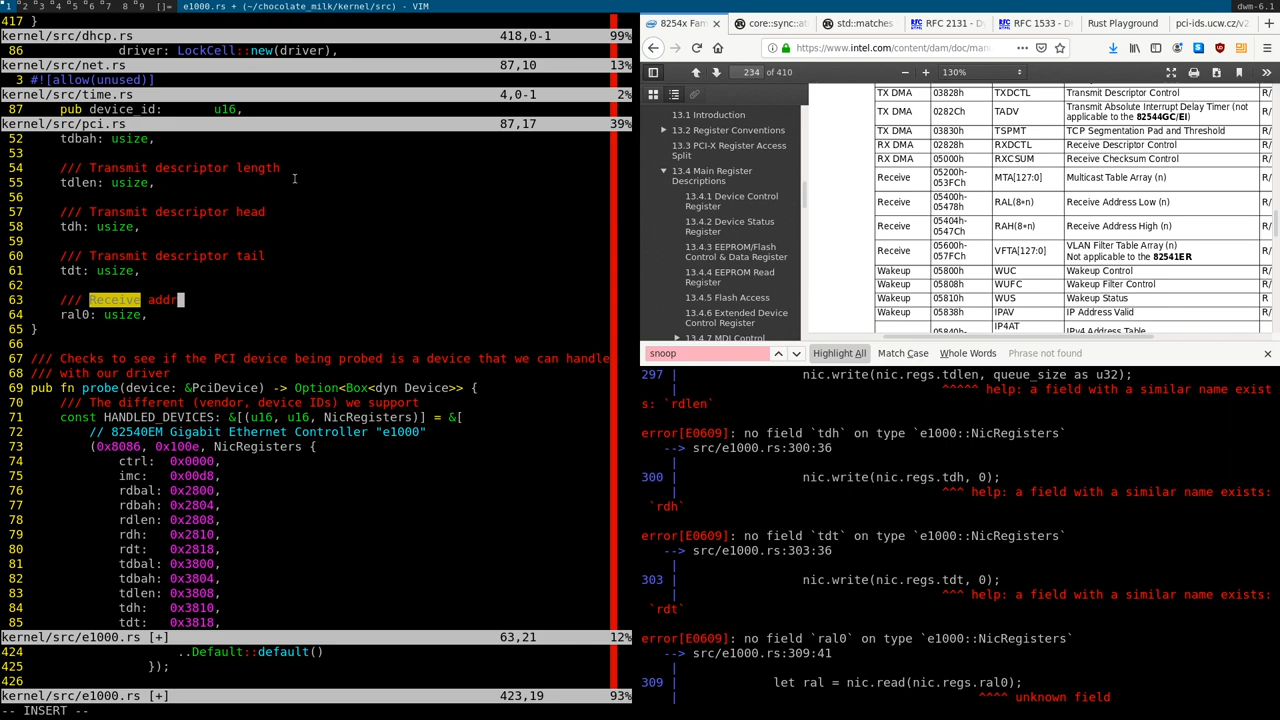 1 2 3 4 5 6 7 8 9 []= e1000.rs + (~/chocolate_milk/kernel/src) - VIM
dwm-6.1
417 }
kernel/src/dhcp.rs 418,0-1 99%
86 driver: LockCell::new(driver),
kernel/src/net.rs 87,10 13%
3 #![allow(unused)]
kernel/src/time.rs 4,0-1 2%
87 pub device_id: u16,
kernel/src/pci.rs 87,17 39%
52 tdbah: usize,
53
54 /// Transmit descriptor length
55 tdlen: usize,
56
57 /// Transmit descriptor head
58 tdh: usize,
59
60 /// Transmit descriptor tail
61 tdt: usize,
62
63 /// Receive addr
64 ral0: usize,
65 }
66
67 /// Checks to see if the PCI device being probed is a device that we can handle
68 /// with our driver
69 pub fn probe(device: &PciDevice) -> Option<Box<dyn Device>> {
70 /// The different (vendor, device IDs) we support
71 const HANDLED_DEVICES: &[(u16, u16, NicRegisters)] = &[
72 // 82540EM Gigabit Ethernet Controller "e1000"
73 (0x8086, 0x100e, NicRegisters {
74 ctrl: 0x0000,
75 imc: 0x00d8,
76 rdbal: 0x2800,
77 rdbah: 0x2804,
78 rdlen: 0x2808,
79 rdh: 0x2810,
80 rdt: 0x2818,
81 tdbal: 0x3800,
82 tdbah: 0x3804,
83 tdlen: 0x3808,
84 tdh: 0x3810,
85 tdt: 0x3818,
kernel/src/e1000.rs [+] 63,21 12%
424 ..Default::default()
425 });
426
kernel/src/e1000.rs [+] 423,19 93%
-- INSERT --
8254x Fam
core::sync::at
std::matches
RFC 2131 - Dy
RFC 1533 - Dy
Rust Playground
pci-ids.ucw.cz/v2
https://www.intel.com/content/dam/doc/man
234 of 410
130%
13.1 Introduction
13.2 Register Conventions
13.3 PCI-X Register Access
Split
13.4 Main Register
Descriptions
13.4.1 Device Control
Register
13.4.2 Device Status
Register
13.4.3 EEPROM/Flash
Control & Data Register
13.4.4 EEPROM Read
Register
13.4.5 Flash Access
13.4.6 Extended Device
Control Register
13.4.7 MDI Control
TX DMA 03828h TXDCTL Transmit Descriptor Control R/
TX DMA 0282Ch TADV Transmit Absolute Interrupt Delay Timer (not
applicable to the 82544GC/EI) R/
TX DMA 03830h TSPMT TCP Segmentation Pad and Threshold R/
RX DMA 02828h RXDCTL Receive Descriptor Control R/
RX DMA 05000h RXCSUM Receive Checksum Control R/
Receive 05200h-
053FCh MTA[127:0] Multicast Table Array (n) R/
Receive 05400h-
05478h RAL(8*n) Receive Address Low (n) R/
Receive 05404h-
0547Ch RAH(8*n) Receive Address High (n) R/
Receive 05600h-
057FCh VFTA[127:0] VLAN Filter Table Array (n)
Not applicable to the 82541ER R/
Wakeup 05800h WUC Wakeup Control R/
Wakeup 05808h WUFC Wakeup Filter Control R/
Wakeup 05810h WUS Wakeup Status R
Wakeup 05838h IPAV IP Address Valid R/
05840h- IP4AT IPv4 Address Table
snoop
Highlight All Match Case Whole Words Phrase not found
297 | nic.write(nic.regs.tdlen, queue_size as u32);
| ^^^^^ help: a field with a similar name exist
s: `rdlen`
error[E0609]: no field `tdh` on type `e1000::NicRegisters`
--> src/e1000.rs:300:36
|
300 | nic.write(nic.regs.tdh, 0);
| ^^^ help: a field with a similar name exists:
`rdh`
error[E0609]: no field `tdt` on type `e1000::NicRegisters`
--> src/e1000.rs:303:36
|
303 | nic.write(nic.regs.tdt, 0);
| ^^^ help: a field with a similar name exists:
`rdt`
error[E0609]: no field `ral0` on type `e1000::NicRegisters`
--> src/e1000.rs:309:41
|
309 | let ral = nic.read(nic.regs.ral0);
| ^^^^ unknown field